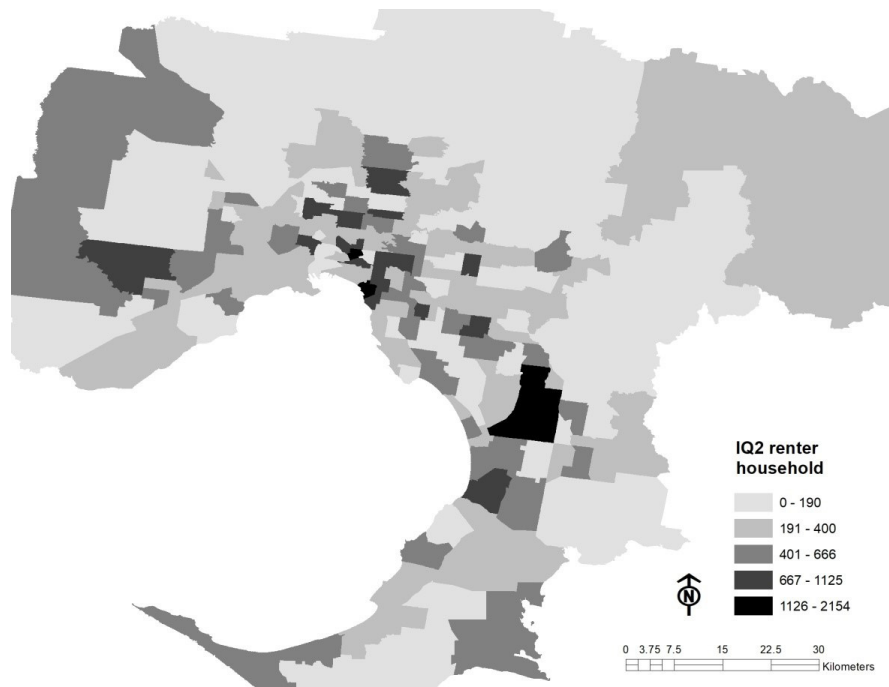 IQ2 renter
household
0 - 190
191 - 400
401 - 666
667 - 1125
1126 - 2154
N
0 3.75 7.5 15 22.5 30
Kilometers